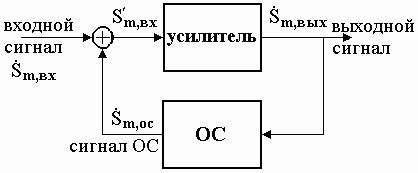 входной
сигнал
Ṡm,вх
S′m,вх
усилитель
Ṡm,вых
выходной
сигнал
Ṡm,ос
сигнал ОС
ОС